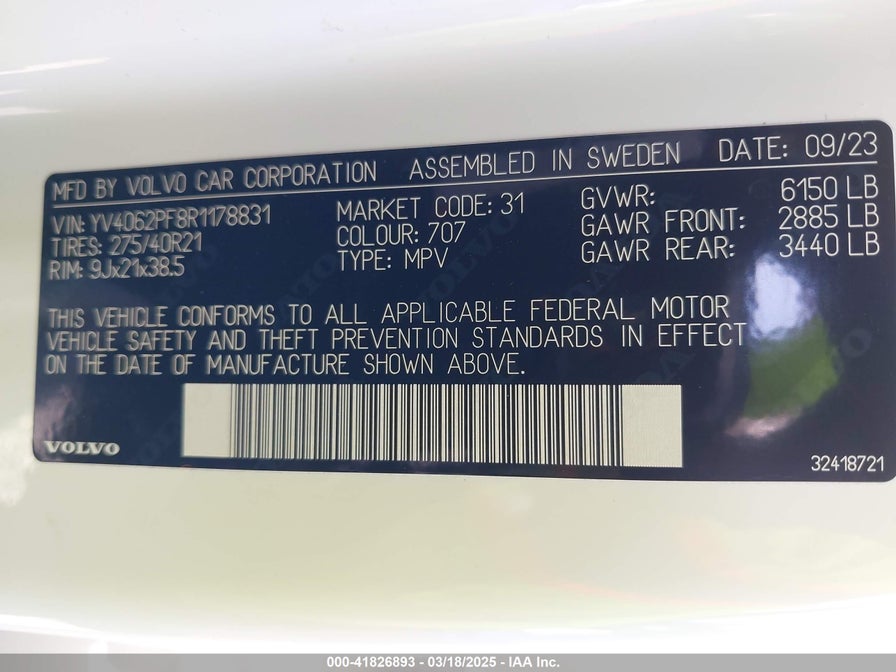 MFD BY VOLVO CAR CORPORATION ASSEMBLED IN SWEDEN DATE: 09/23
VIN: YV4062PF8R1178831 MARKET CODE: 31 GVWR: 6150 LB
TIRES: 275/40R21 COLOUR: 707 GAWR FRONT: 2885 LB
RIM: 9Jx21x38.5 TYPE: MPV GAWR REAR: 3440 LB
THIS VEHICLE CONFORMS TO ALL APPLICABLE FEDERAL MOTOR
VEHICLE SAFETY AND THEFT PREVENTION STANDARDS IN EFFECT
ON THE DATE OF MANUFACTURE SHOWN ABOVE.
VOLVO
32418721
000-41826893 - 03/18/2025 - IAA Inc.